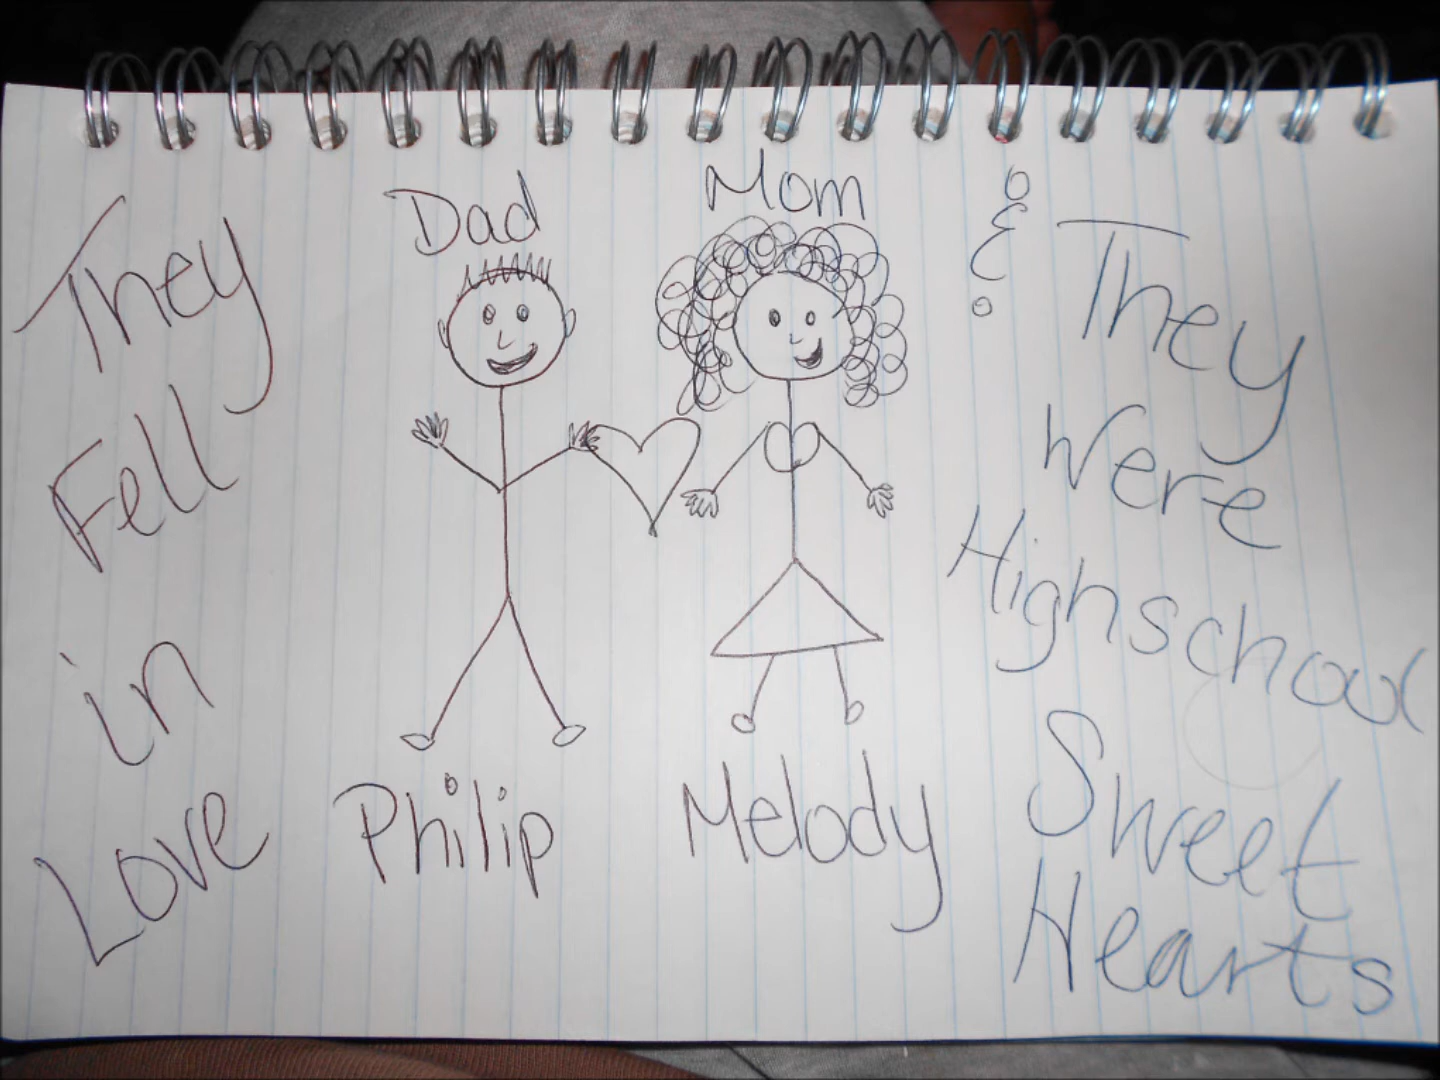 They
Fell
in
Love
Dad
Mom
Philip
Melody
&
They
Were
Highschool
Sweet
Hearts